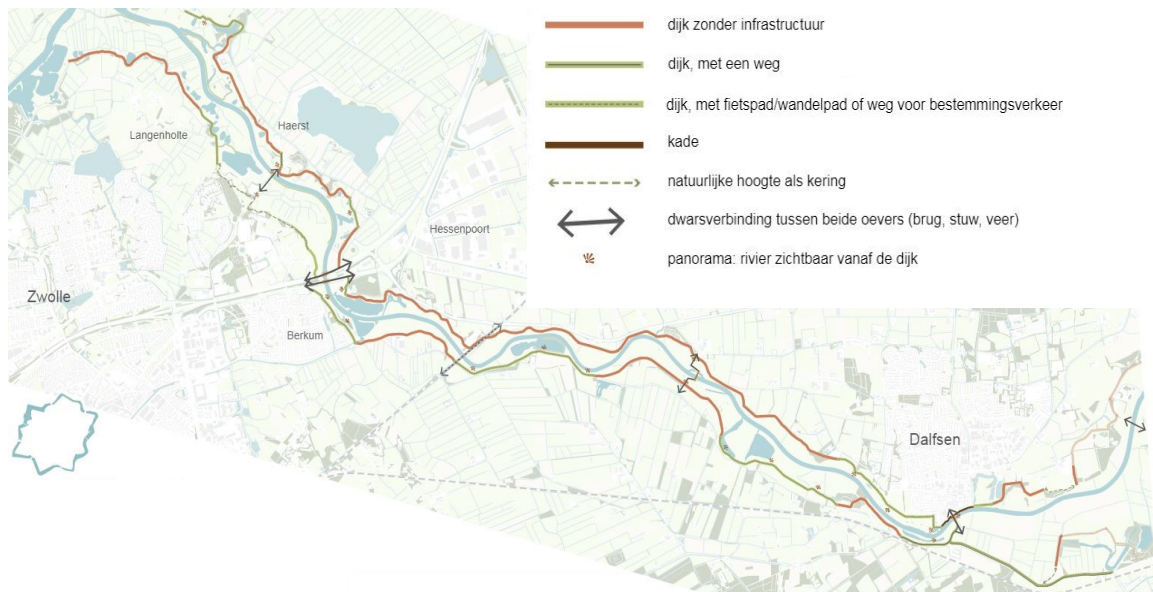 dijk zonder infrastructuur
dijk, met een weg
dijk, met fietspad/wandelpad of weg voor bestemmingsverkeer
kade
natuurlijke hoogte als kering
dwarsverbinding tussen beide oevers (brug, stuw, veer)
panorama: rivier zichtbaar vanaf de dijk
Langenholte
Haerst
Hessenpoort
Zwolle
Berkum
Dalfsen